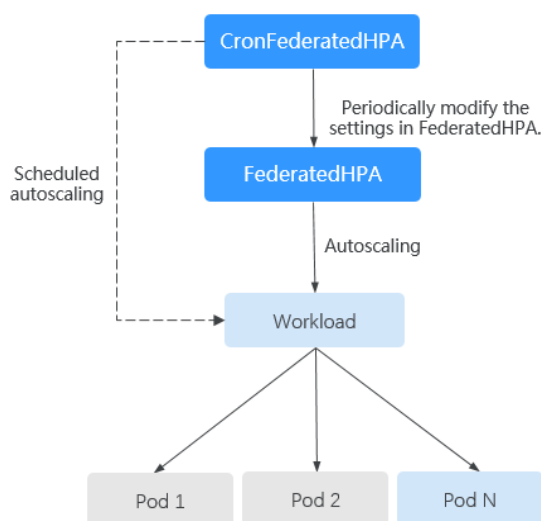 CronFederatedHPA
Periodically modify the
settings in FederatedHPA.
Scheduled
autoscaling
FederatedHPA
Autoscaling
Workload
Pod 1
Pod 2
Pod N